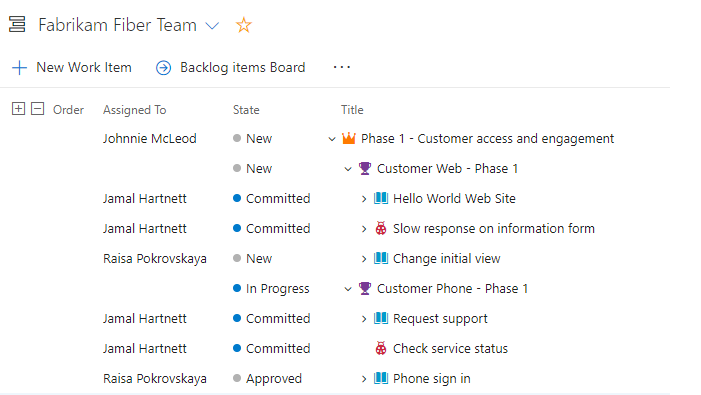 Fabrikam Fiber Team
New Work Item Backlog items Board ...
Order Assigned To State Title
Johnnie McLeod New Phase 1 - Customer access and engagement
New Customer Web - Phase 1
Jamal Hartnett Committed Hello World Web Site
Jamal Hartnett Committed Slow response on information form
Raisa Pokrovskaya New Change initial view
In Progress Customer Phone - Phase 1
Jamal Hartnett Committed Request support
Jamal Hartnett Committed Check service status
Raisa Pokrovskaya Approved Phone sign in